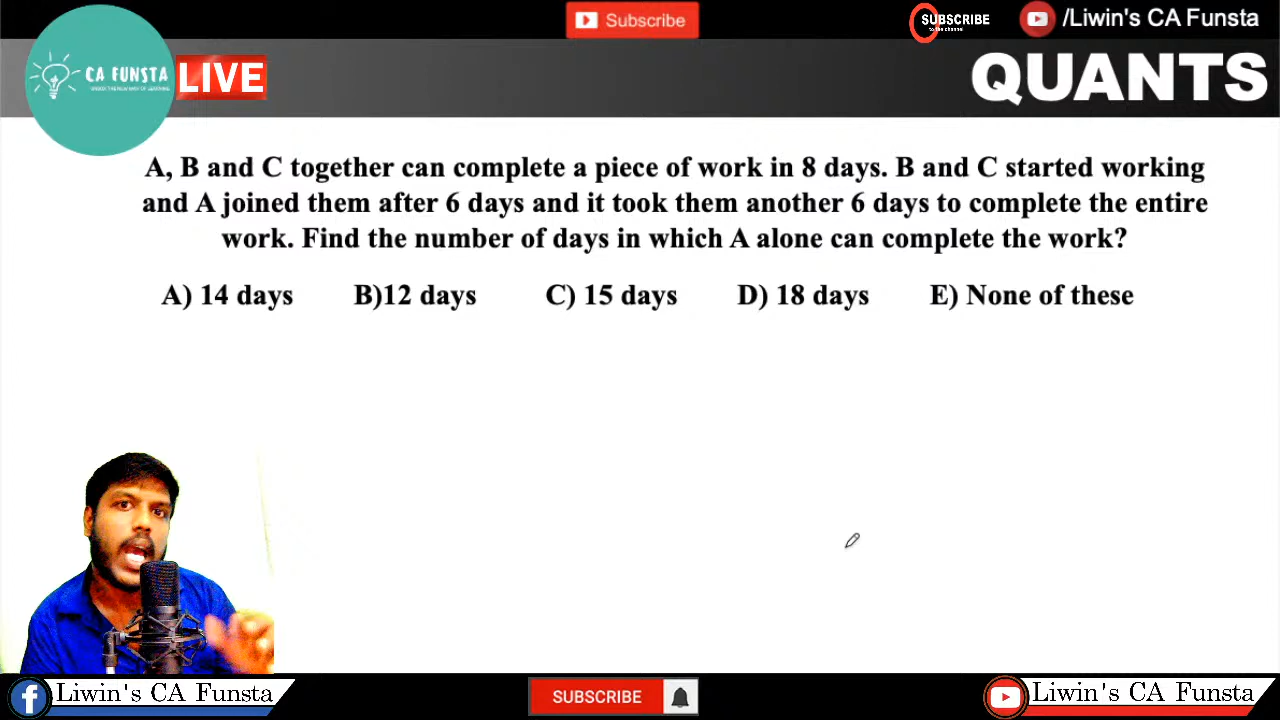 Subscribe
SUBSCRIBE
to the channel
/Liwin's CA Funsta
CA FUNSTA
LIVE
QUANTS
A, B and C together can complete a piece of work in 8 days. B and C started working
and A joined them after 6 days and it took them another 6 days to complete the entire
work. Find the number of days in which A alone can complete the work?
A) 14 days B)12 days C) 15 days D) 18 days E) None of these
Liwin's CA Funsta
SUBSCRIBE
Liwin's CA Funsta